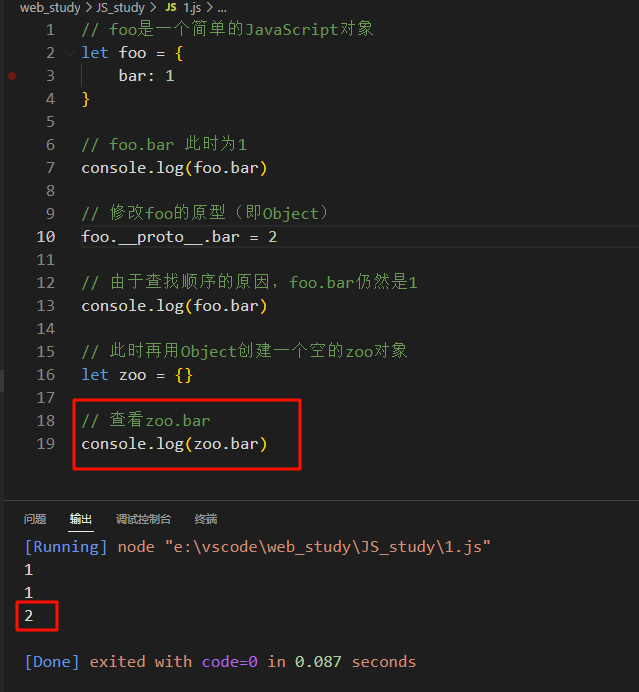 web_study > JS_study > JS 1.js > ...
1 // foo是一个简单的JavaScript对象
2 let foo = {
3     bar: 1
4 }
5
6 // foo.bar 此时为1
7 console.log(foo.bar)
8
9 // 修改foo的原型（即Object）
10 foo.__proto__.bar = 2
11
12 // 由于查找顺序的原因，foo.bar仍然是1
13 console.log(foo.bar)
14
15 // 此时再用Object创建一个空的zoo对象
16 let zoo = {}
17
18 // 查看zoo.bar
19 console.log(zoo.bar)
问题 输出 调试控制台 终端
[Running] node "e:\vscode\web_study\JS_study\1.js"
1
1
2
[Done] exited with code=0 in 0.087 seconds